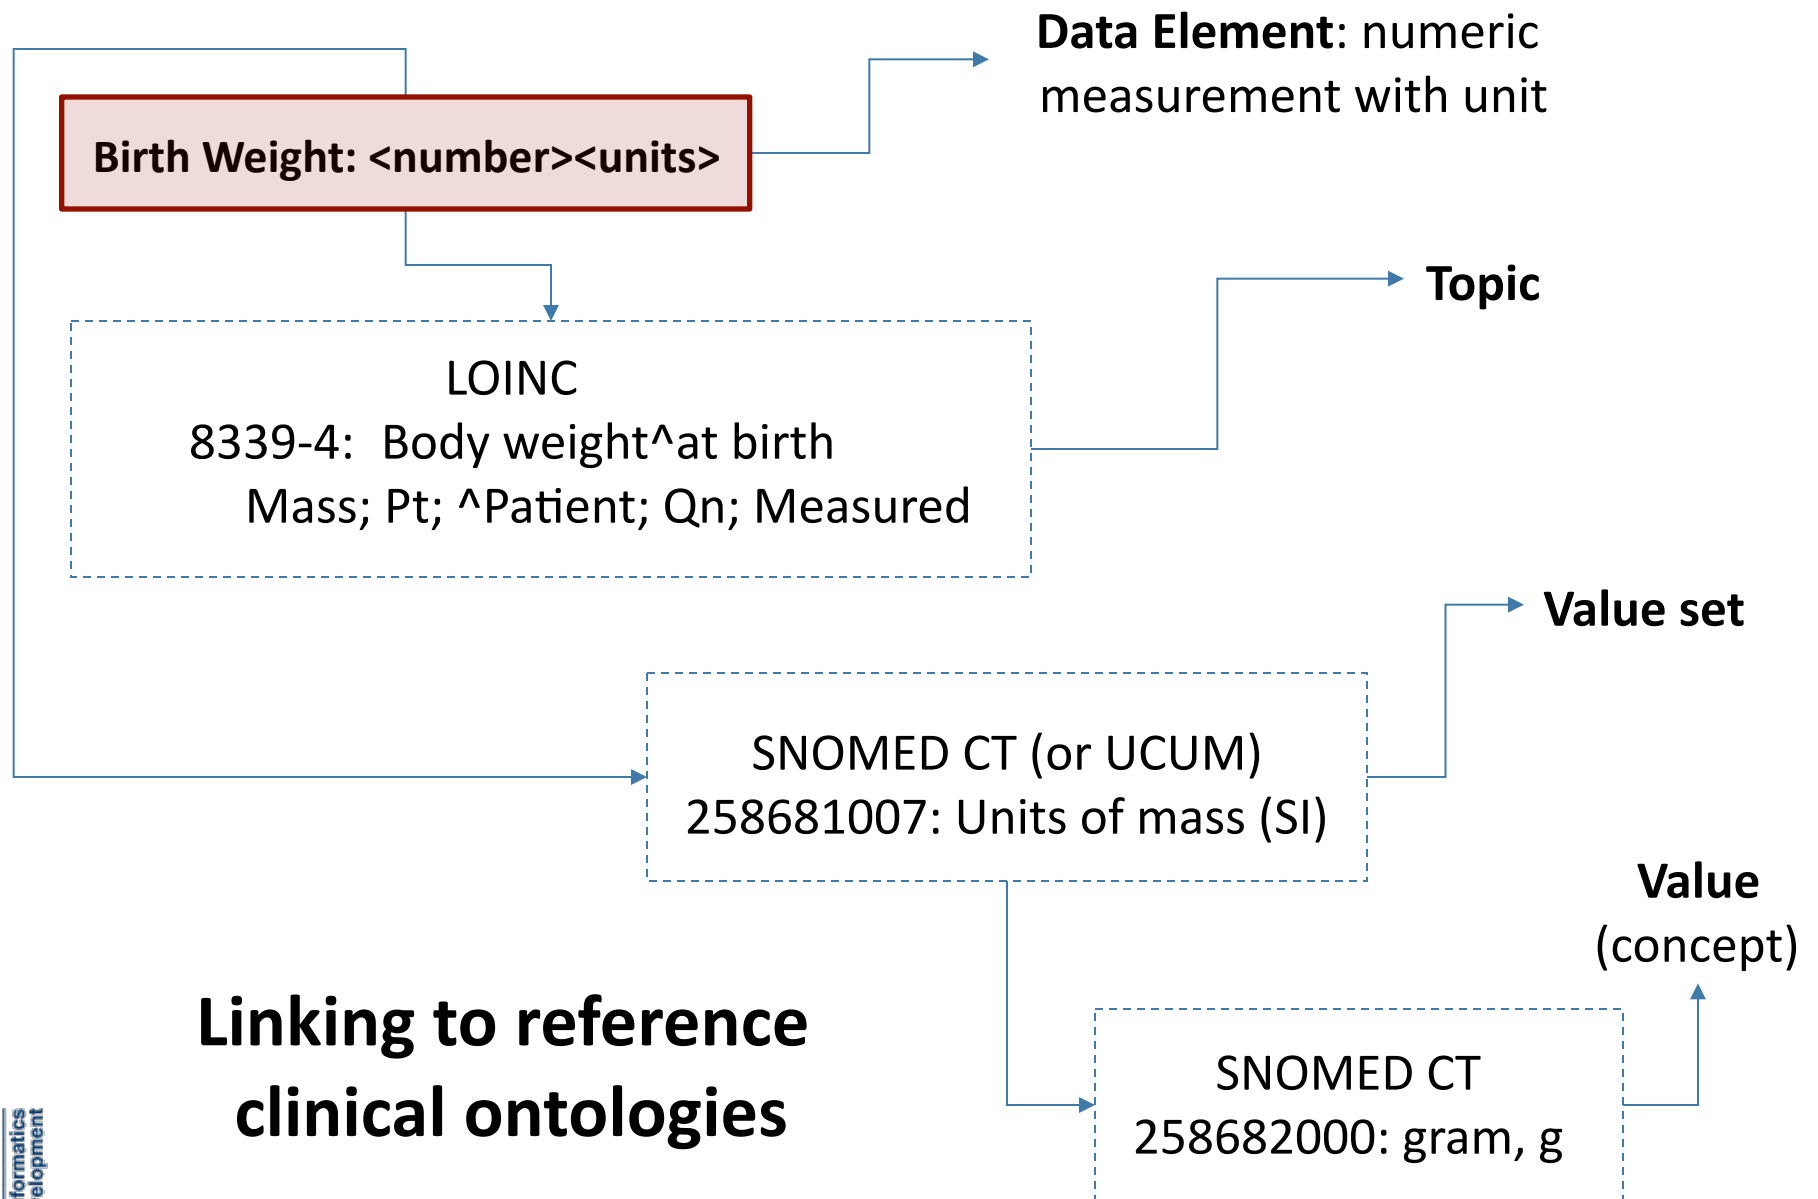 Data Element: numeric
measurement with unit
Birth Weight: <number><units>
Topic
LOINC
8339-4: Body weight^at birth
Mass; Pt; ^Patient; Qn; Measured
Value set
SNOMED CT (or UCUM)
258681007: Units of mass (SI)
Value
(concept)
Linking to reference
clinical ontologies
SNOMED CT
258682000: gram, g